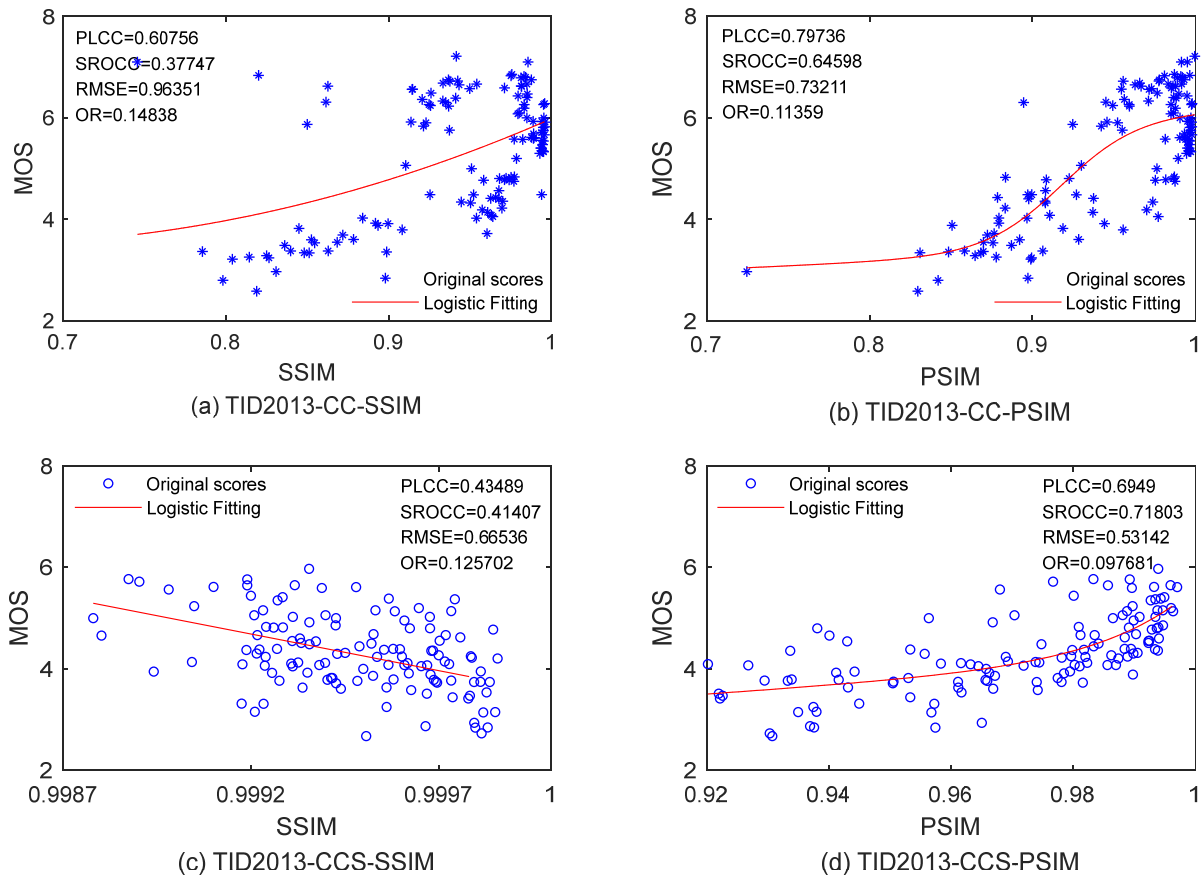 8
6
4
2
MOS
PLCC=0.60756
SROCC=0.37747
RMSE=0.96351
OR=0.14838
Original scores
Logistic Fitting
0.7
0.8
0.9
1
SSIM
(a) TID2013-CC-SSIM
8
6
4
2
MOS
PLCC=0.79736
SROCC=0.64598
RMSE=0.73211
OR=0.11359
Original scores
Logistic Fitting
0.7
0.8
0.9
1
PSIM
(b) TID2013-CC-PSIM
8
6
4
2
MOS
Original scores
Logistic Fitting
PLCC=0.43489
SROCC=0.41407
RMSE=0.66536
OR=0.125702
0.9987
0.9992
0.9997
1
SSIM
(c) TID2013-CCS-SSIM
8
6
4
2
MOS
Original scores
Logistic Fitting
PLCC=0.6949
SROCC=0.71803
RMSE=0.53142
OR=0.097681
0.92
0.94
0.96
0.98
1
PSIM
(d) TID2013-CCS-PSIM